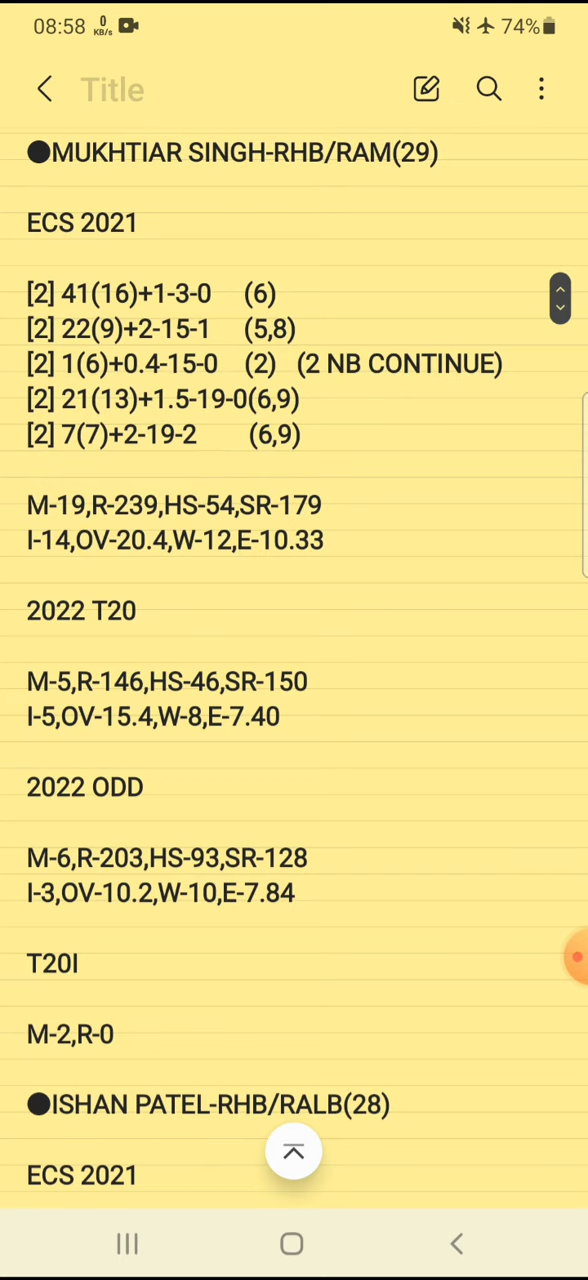 08:58 0 KB/s 74%
Title
●MUKHTIAR SINGH-RHB/RAM(29)
ECS 2021
[2] 41(16)+1-3-0 (6)
[2] 22(9)+2-15-1 (5,8)
[2] 1(6)+0.4-15-0 (2) (2 NB CONTINUE)
[2] 21(13)+1.5-19-0(6,9)
[2] 7(7)+2-19-2 (6,9)
M-19,R-239,HS-54,SR-179
I-14,OV-20.4,W-12,E-10.33
2022 T20
M-5,R-146,HS-46,SR-150
I-5,OV-15.4,W-8,E-7.40
2022 ODD
M-6,R-203,HS-93,SR-128
I-3,OV-10.2,W-10,E-7.84
T20I
M-2,R-0
●ISHAN PATEL-RHB/RALB(28)
ECS 2021